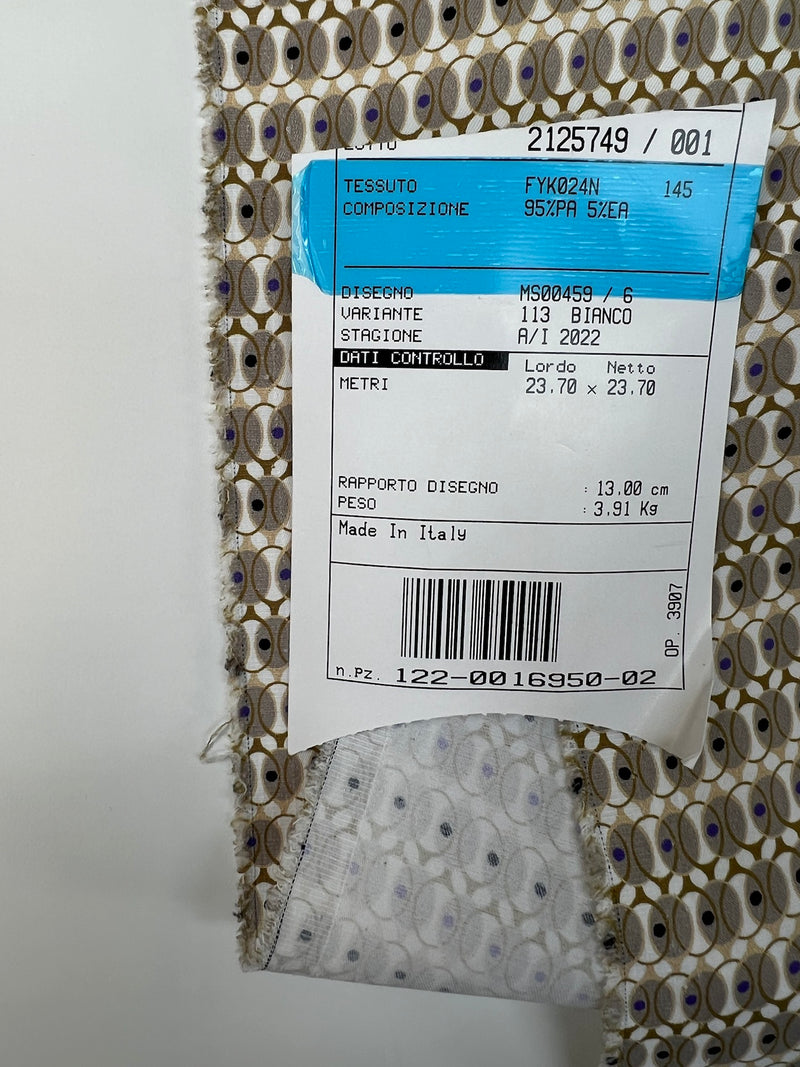 2125749 / 001
TESSUTO FYK024N 145
COMPOSIZIONE 95%PA 5%EA
DISEGNO MS00459 / 6
VARIANTE 113 BIANCO
STAGIONE A/I 2022
DATI CONTROLLO Lordo Netto
METRI 23.70 x 23.70
RAPPORTO DISEGNO : 13.00 cm
PESO : 3.91 Kg
Made In Italy
OP. 3907
n.Pz. 122-0016950-02